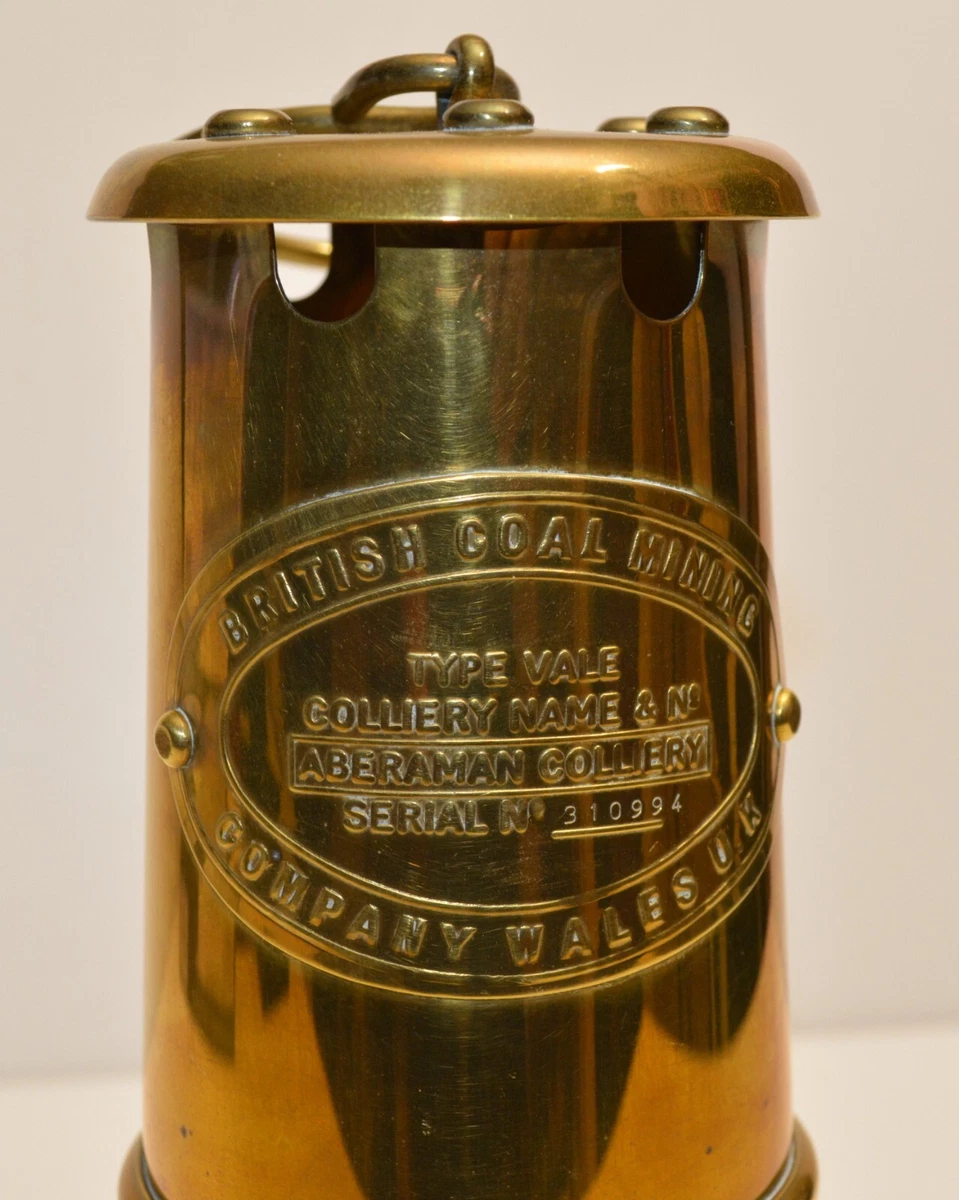 BRITISH COAL MINING
TYPE VALE
COLLIERY NAME & Nº
ABERAMAN COLLIERY
SERIAL Nº 310994
COMPANY WALES U/K